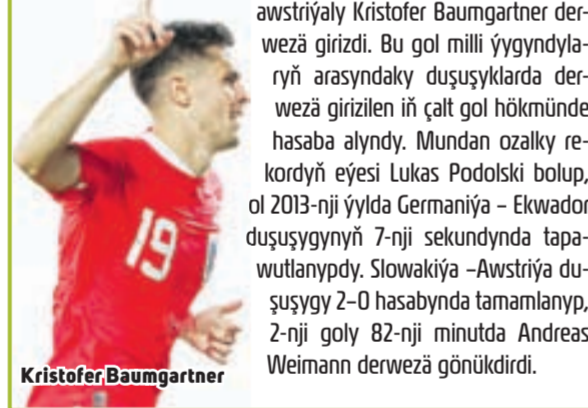 awstriýaly Kristofer Baumgartner der-
wezä girizdi. Bu gol milli ýygyndyla-
ryň arasyndaky duşuşyklarda der-
wezä girizilen iň çalt gol hökmünde
hasaba alyndy. Mundan ozalky re-
kordyň eýesi Lukas Podolski bolup,
ol 2013-nji ýylda Germaniýa – Ekwador
duşuşygynyň 7-nji sekundynda tapa-
wutlanypdy. Slowakiýa –Awstriýa du-
şuşygy 2–0 hasabynda tamamlanyp,
2-nji goly 82-nji minutda Andreas
Weimann derwezä gönükdirdi.
19
Kristofer Baumgartner